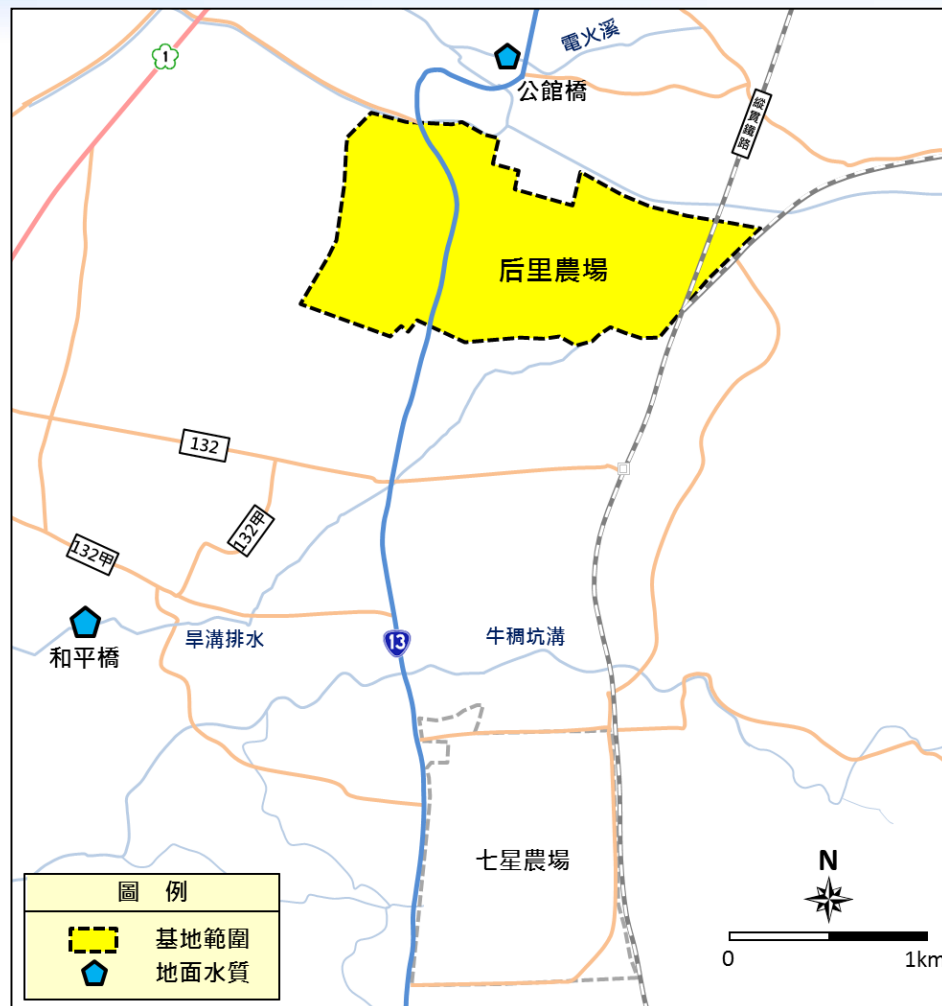 1
電火溪
公館橋
縱貫鐵路
后里農場
132
132甲
132甲
和平橋
旱溝排水
13
牛稠坑溝
七星農場
圖 例
基地範圍
地面水質
N
0
1km